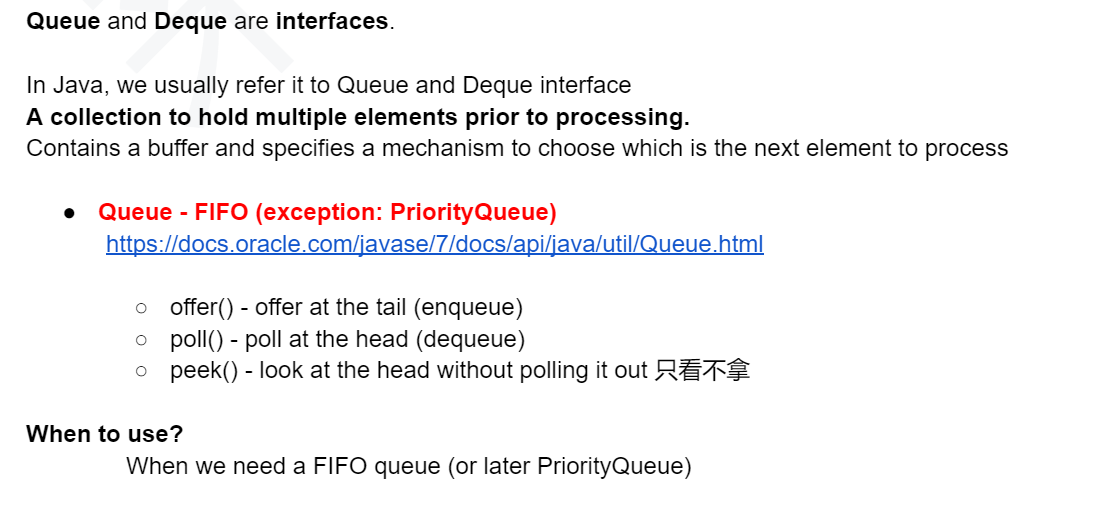 Queue and Deque are interfaces.
In Java, we usually refer it to Queue and Deque interface
A collection to hold multiple elements prior to processing.
Contains a buffer and specifies a mechanism to choose which is the next element to process
● Queue - FIFO (exception: PriorityQueue)
https://docs.oracle.com/javase/7/docs/api/java/util/Queue.html
○ offer() - offer at the tail (enqueue)
○ poll() - poll at the head (dequeue)
○ peek() - look at the head without polling it out 只看不拿
When to use?
When we need a FIFO queue (or later PriorityQueue)